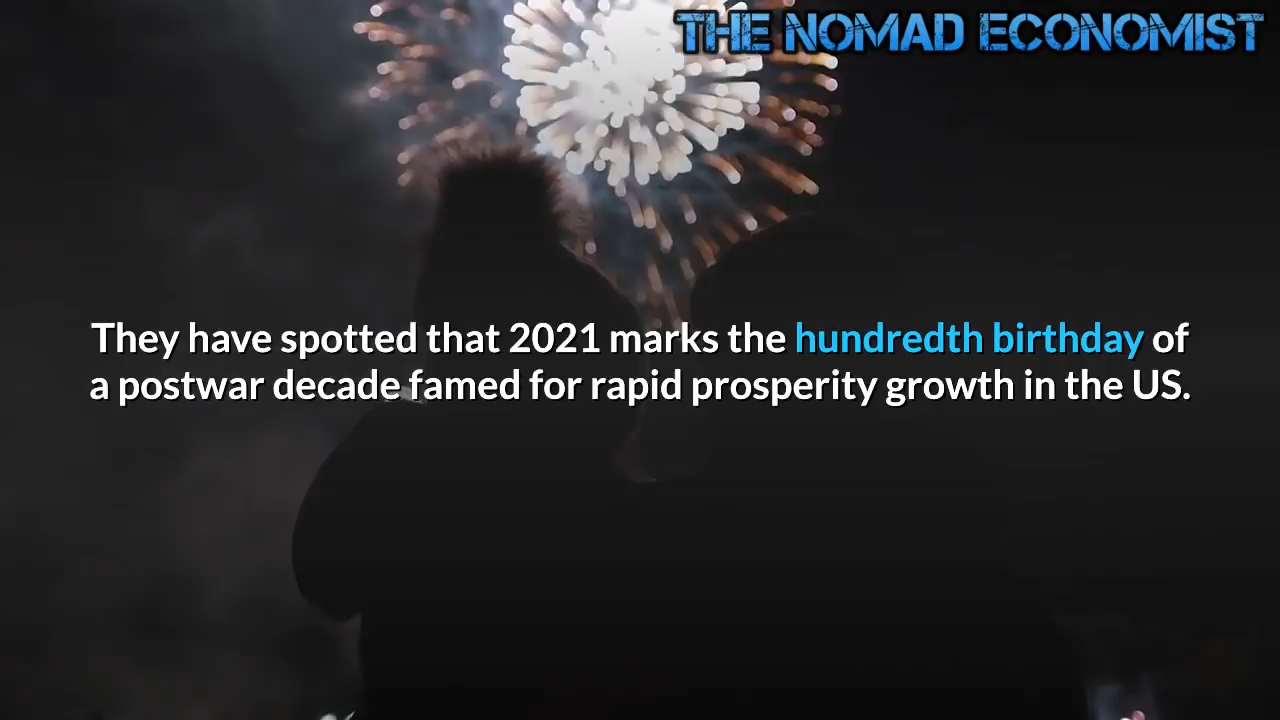 THE NOMAD ECONOMIST
They have spotted that 2021 marks the hundredth birthday of
a postwar decade famed for rapid prosperity growth in the US.